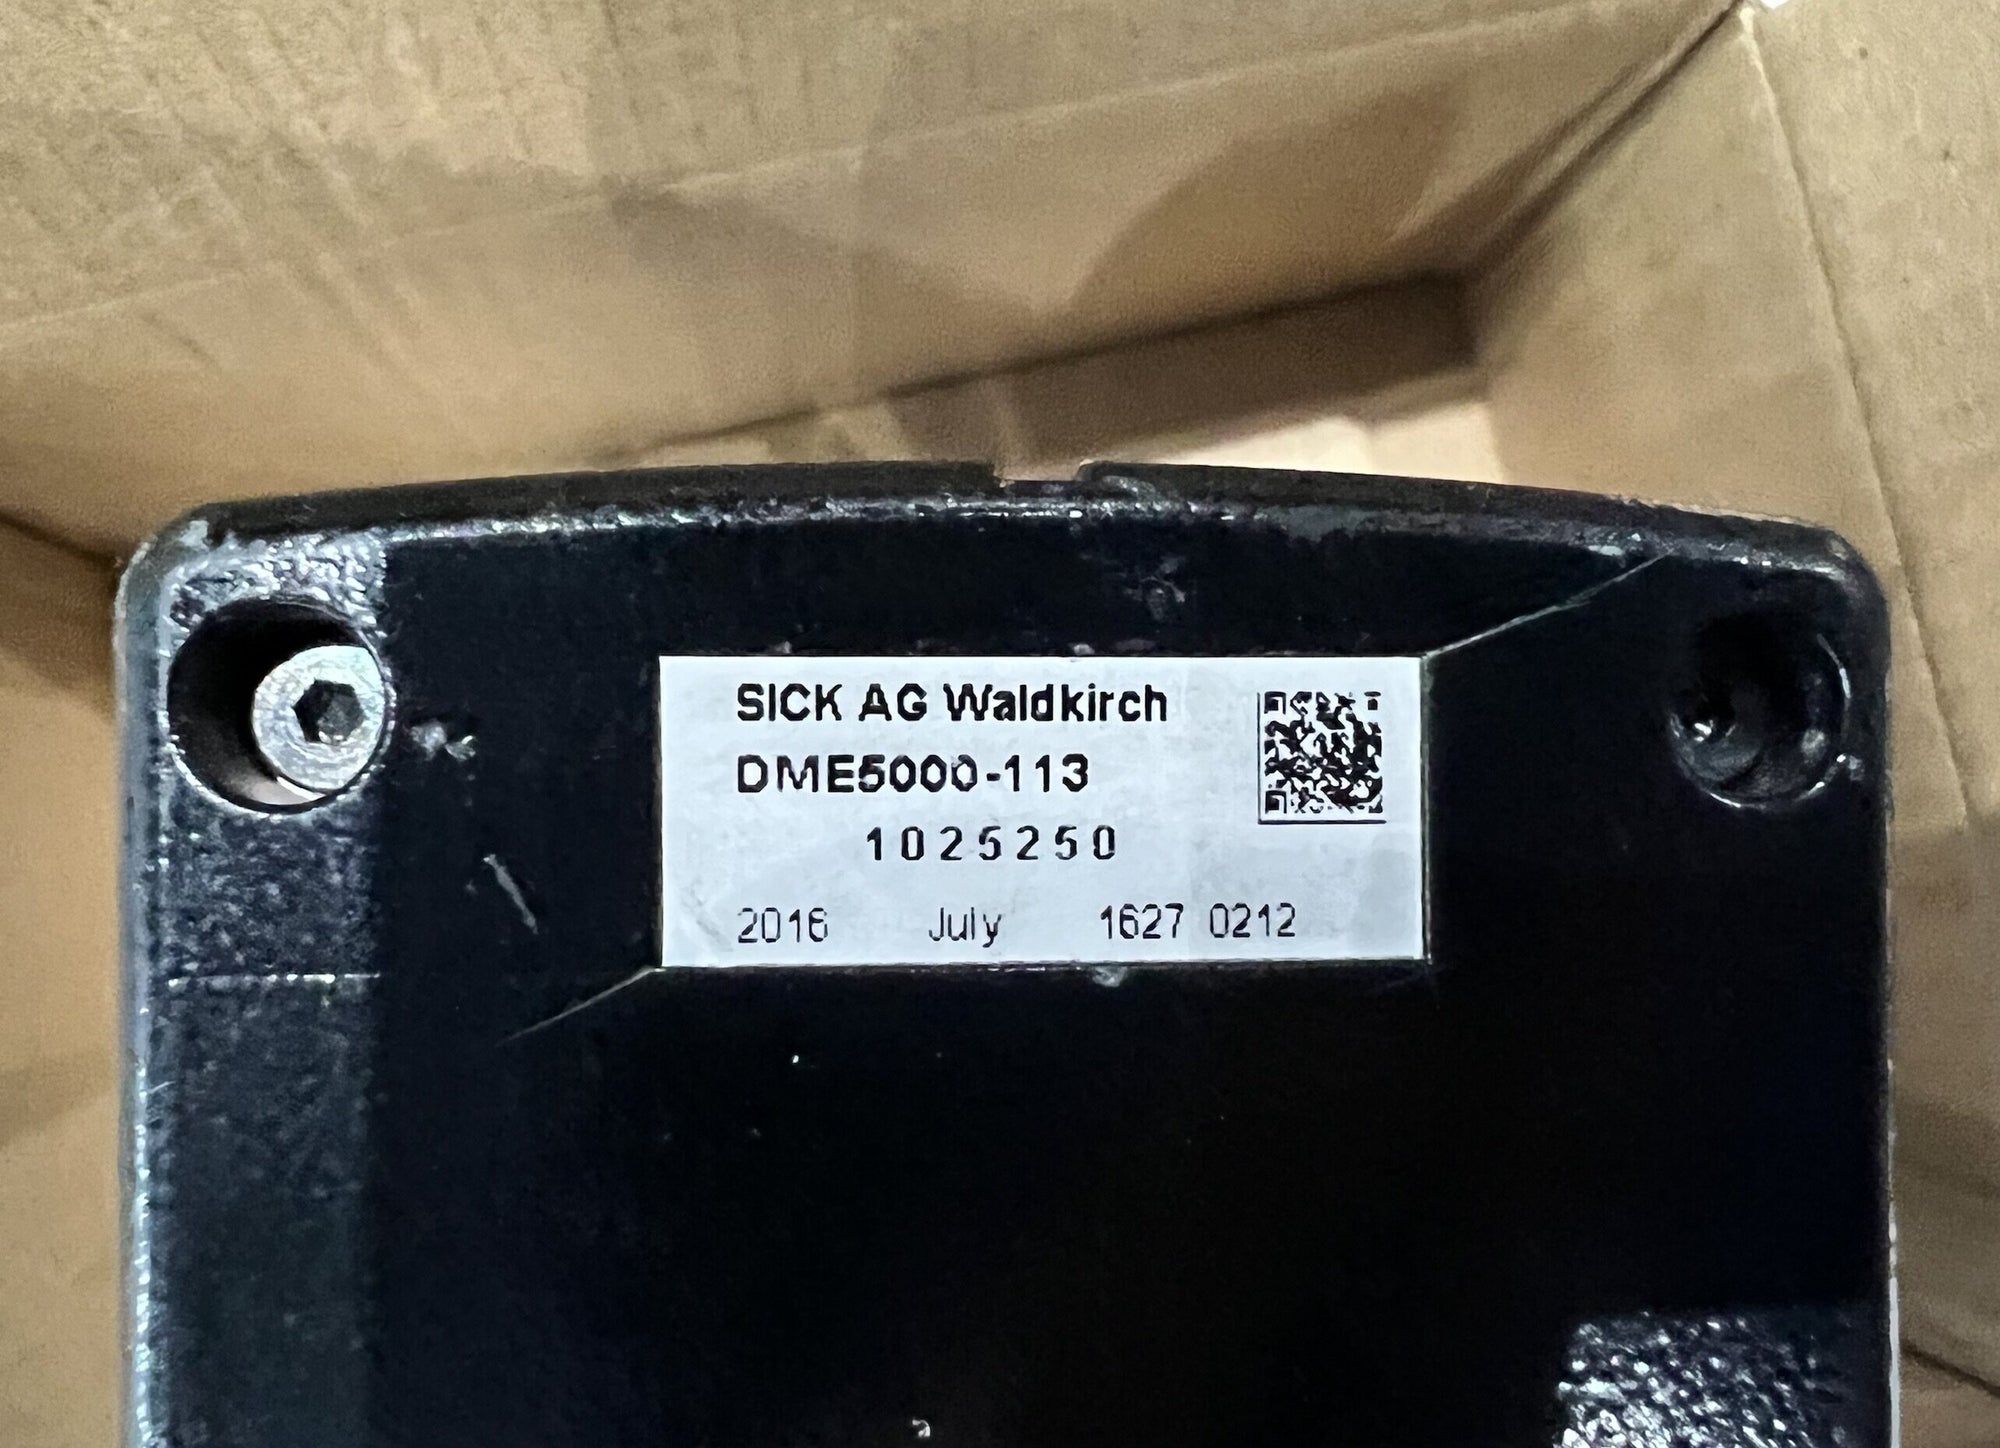 SICK AG Waldkirch
DME5000-113
1025250
2016 July 1627 0212